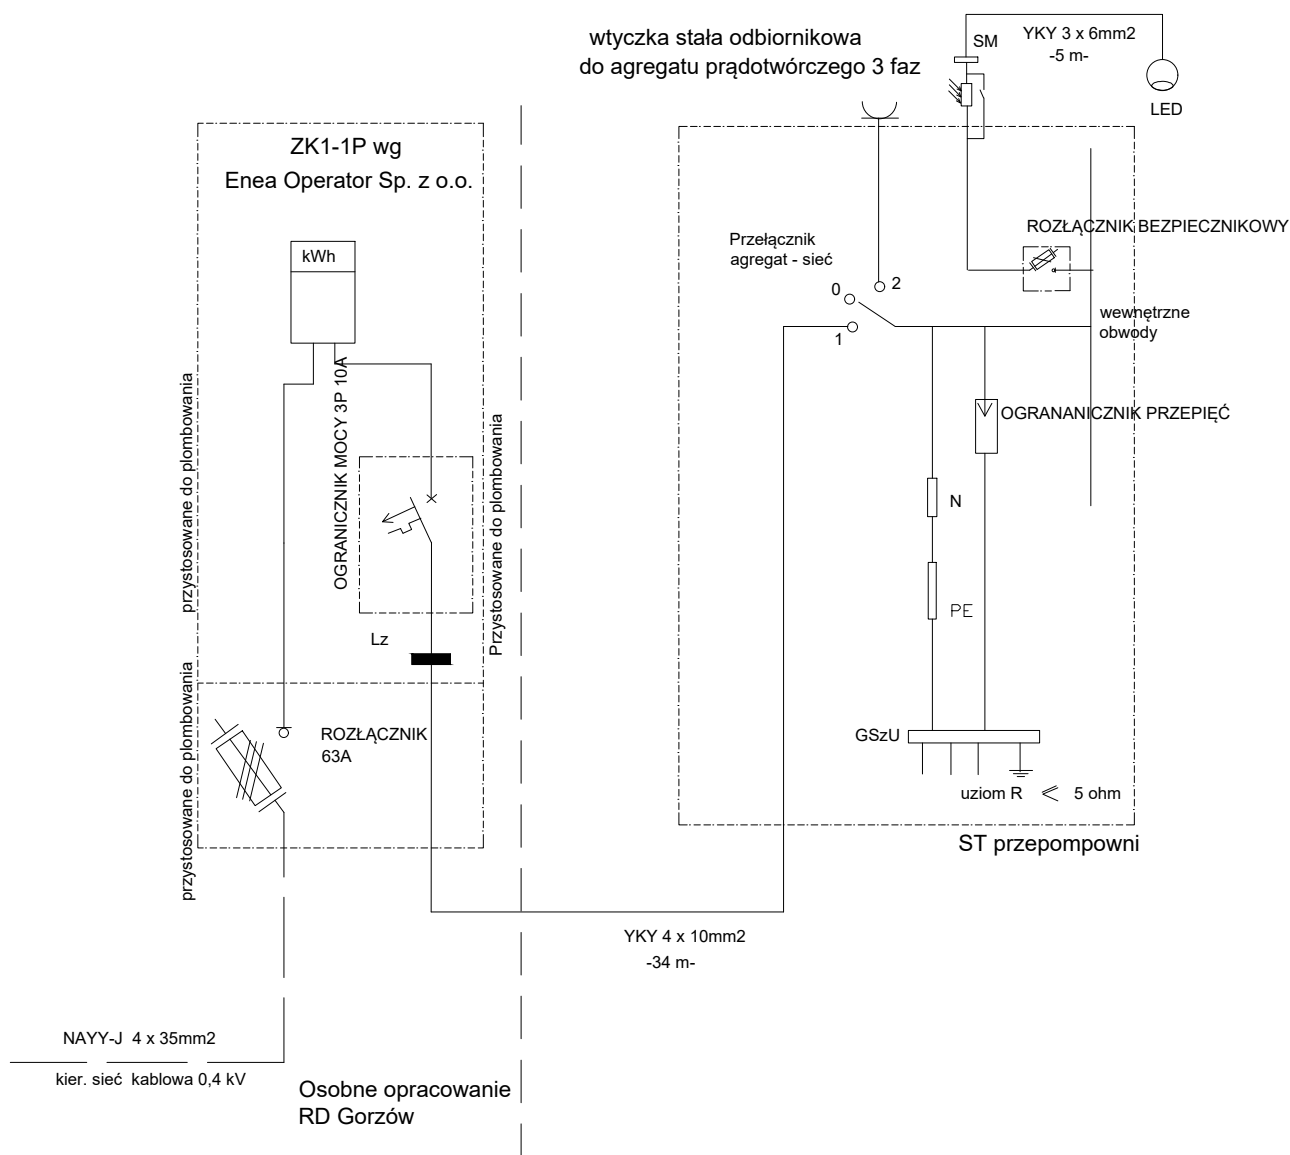 wtyczka stała odbiornikowa
do agregatu prądotwórczego 3 faz
SM
YKY 3 x 6mm2
-5 m-
LED
ZK1-1P wg
Enea Operator Sp. z o.o.
kWh
przystosowane do plombowania
OGRANICZNIK MOCY 3P 10A
Przystosowane do plombowania
Lz
przystosowane do plombowania
ROZŁĄCZNIK
63A
Przełącznik
agregat - sieć
0
2
1
ROZŁĄCZNIK BEZPIECZNIKOWY
wewnętrzne
obwody
OGRANANICZNIK PRZEPIĘĆ
N
PE
GSzU
uziom R < 5 ohm
ST przepompowni
YKY 4 x 10mm2
-34 m-
NAYY-J 4 x 35mm2
kier. sieć kablowa 0,4 kV
Osobne opracowanie
RD Gorzów